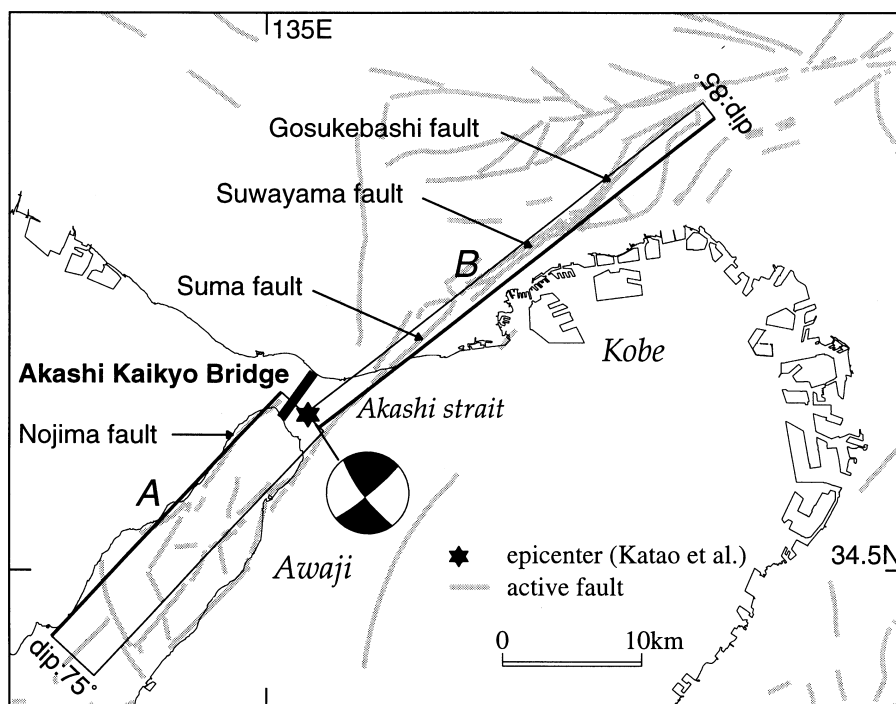 135E
dip:85°
Gosukebashi fault
Suwayama fault
B
Suma fault
Kobe
Akashi Kaikyo Bridge
Akashi strait
Nojima fault
A
epicenter (Katao et al.)
34.5N
Awaji
active fault
0 10km
dip:75°